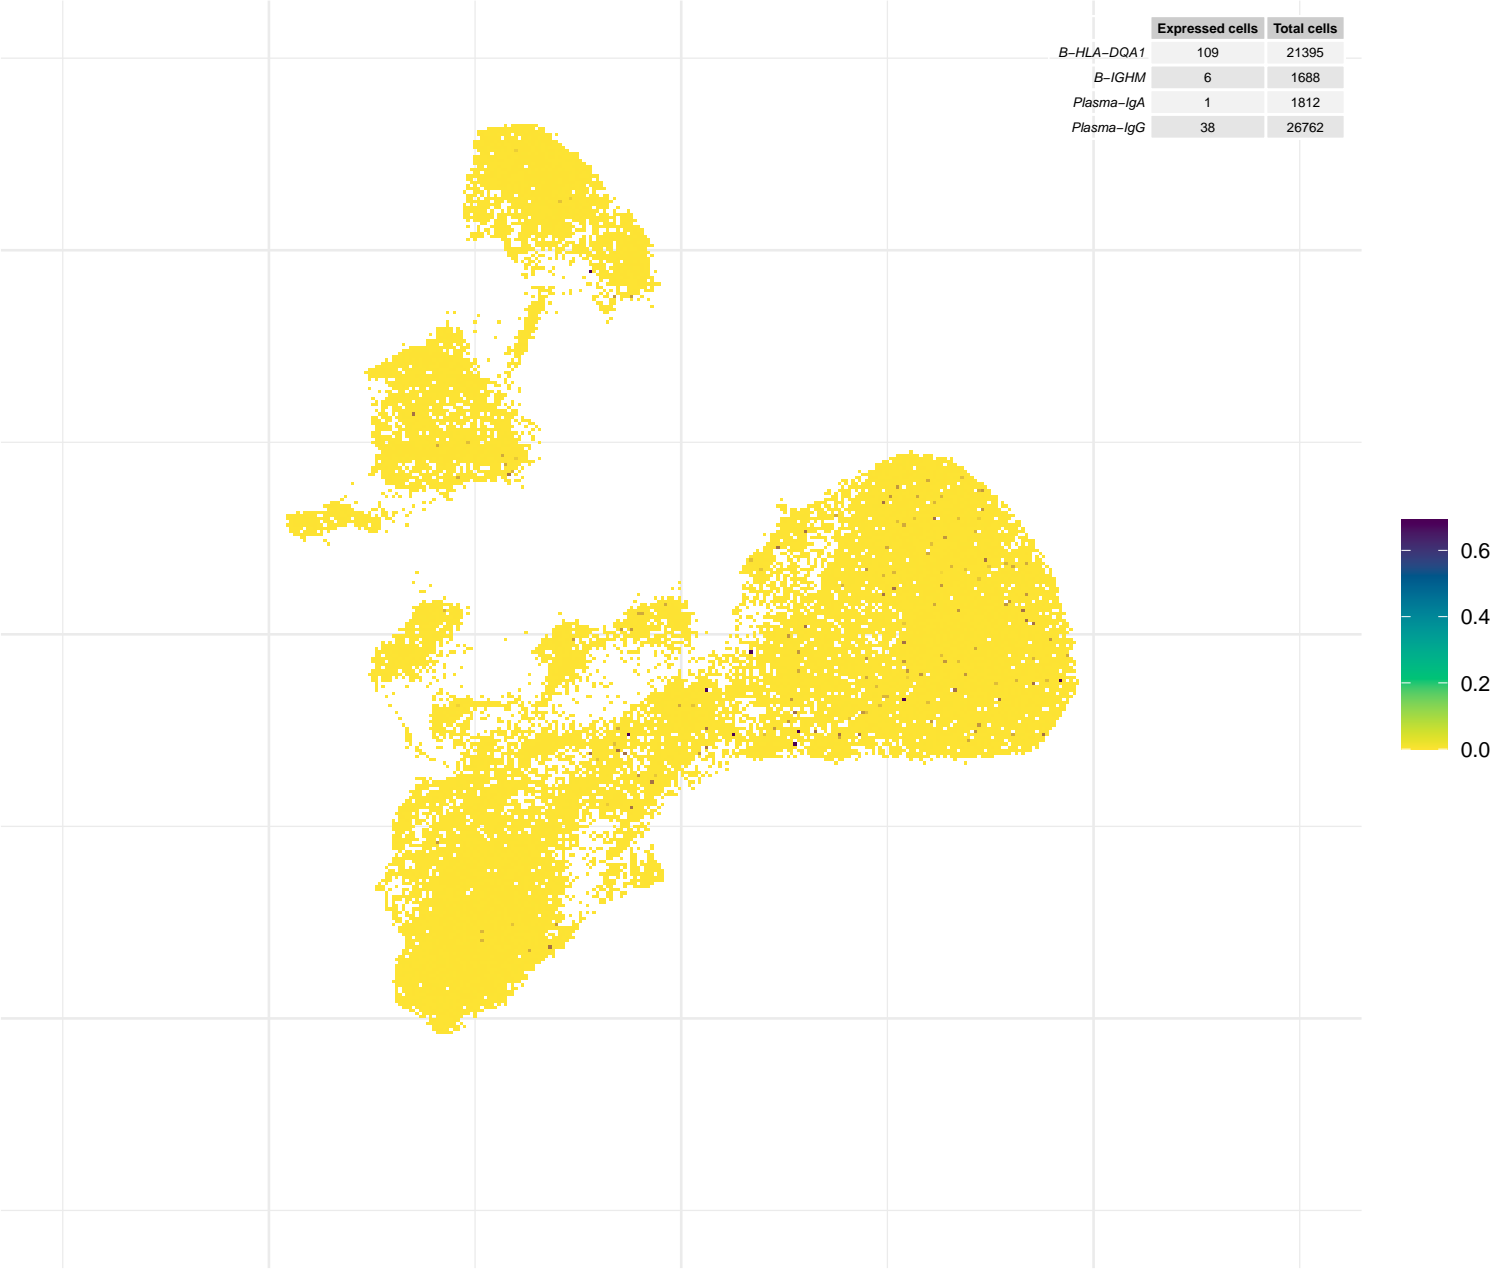 Expressed cells Total cells
B−HLA−DQA1 109 21395
B−IGHM 6 1688
Plasma−IgA 1 1812
Plasma−IgG 38 26762
0.6
0.4
0.2
0.0